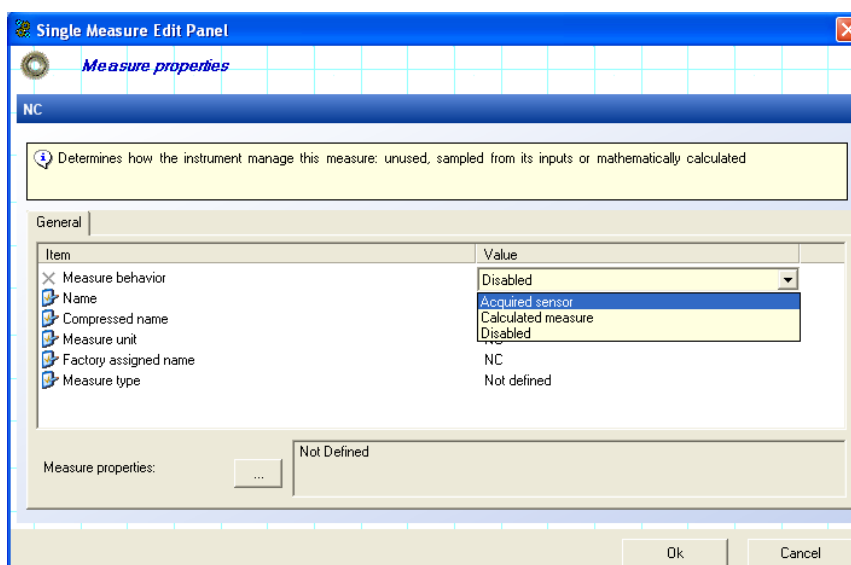 Single Measure Edit Panel
Measure properties
NC
Determines how the instrument manage this measure: unused, sampled from its inputs or mathematically calculated
General
Item Value
Measure behavior Disabled
Name Acquired sensor
Compressed name Calculated measure
Disabled
Measure unit
Factory assigned name NC
Measure type Not defined
Measure properties: ... Not Defined
Ok Cancel